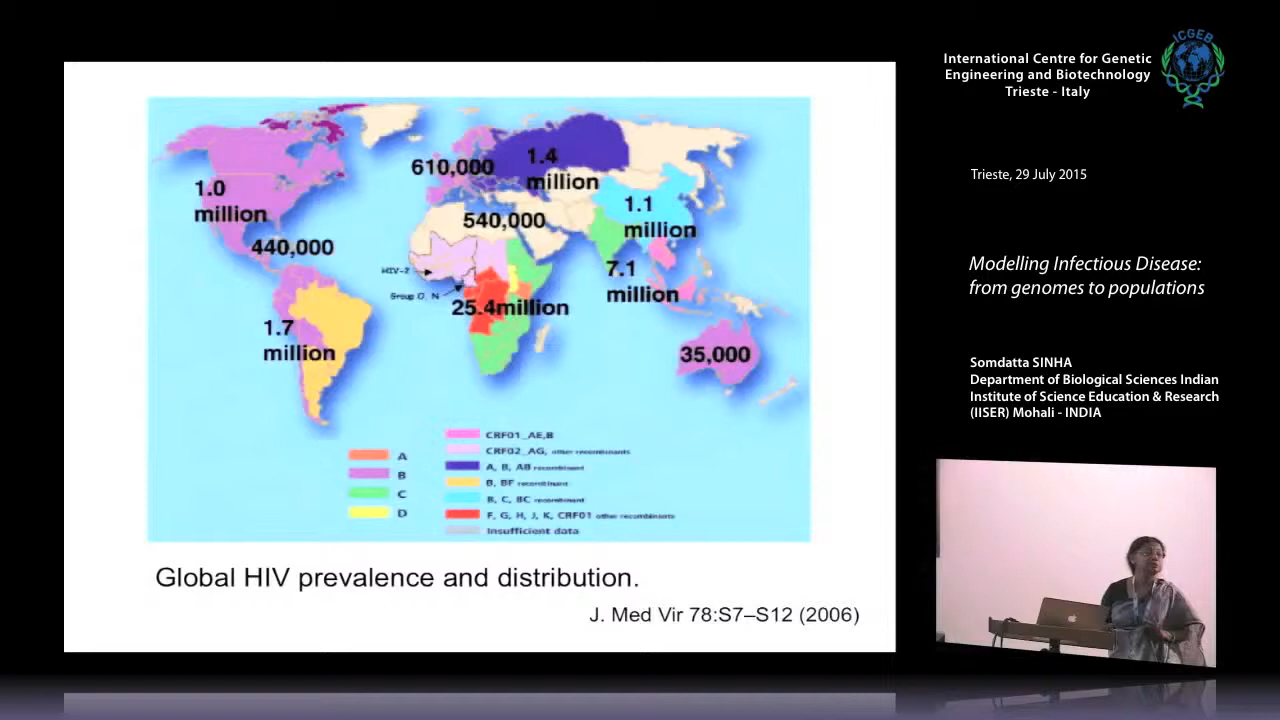 1.0
million
440,000
1.7
million
610,000
1.4
million
540,000
1.1
million
7.1
million
25.4million
35,000
HIV-2
Group O, N
A
B
C
D
CRF01_AE,B
CRF02_AG, other recombinants
A, B, AB recombinant
B, BF recombinant
B, C, BC recombinant
F, G, H, J, K, CRF01 other recombinants
Insufficient data
Global HIV prevalence and distribution.
J. Med Vir 78:S7–S12 (2006)
International Centre for Genetic
Engineering and Biotechnology
Trieste - Italy
ICGEB
Trieste, 29 July 2015
Modelling Infectious Disease:
from genomes to populations
Somdatta SINHA
Department of Biological Sciences Indian
Institute of Science Education & Research
(IISER) Mohali - INDIA